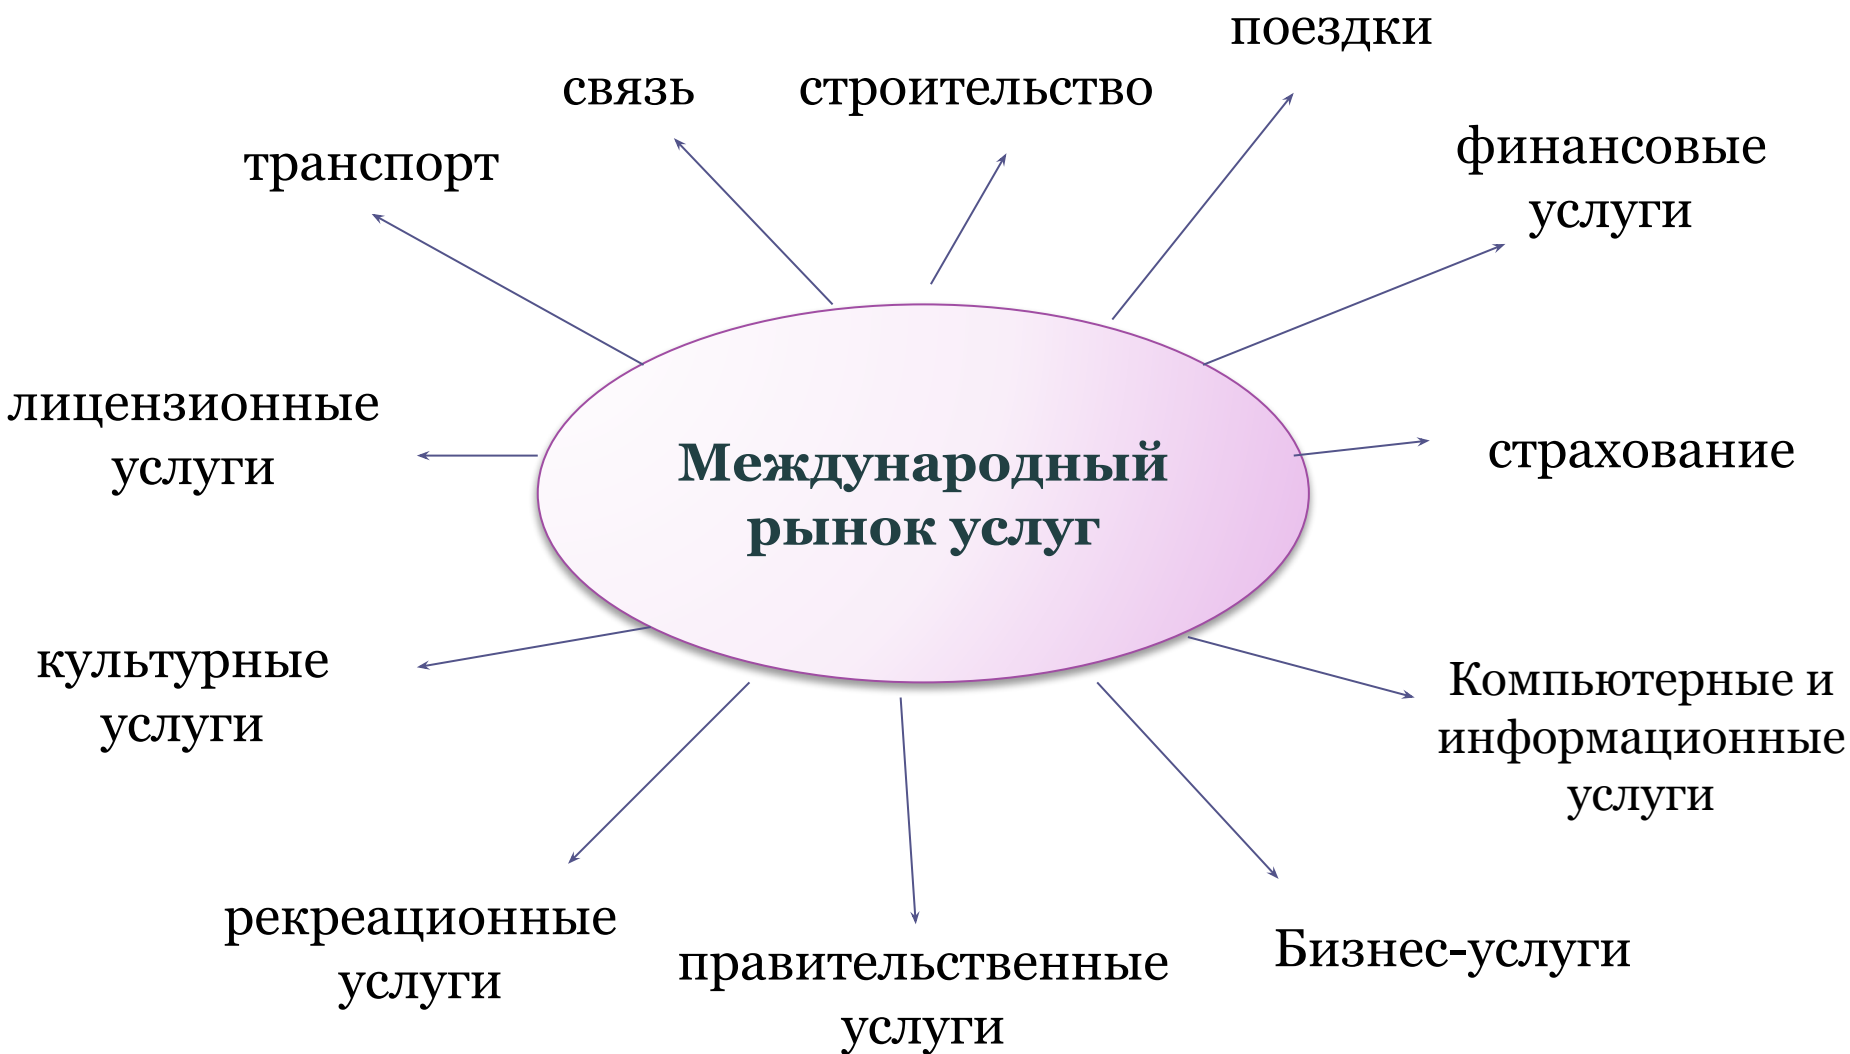 поездки
связь
строительство
транспорт
финансовые
услуги
лицензионные
услуги
Международный
рынок услуг
страхование
культурные
услуги
Компьютерные и
информационные
услуги
рекреационные
услуги
правительственные
услуги
Бизнес-услуги